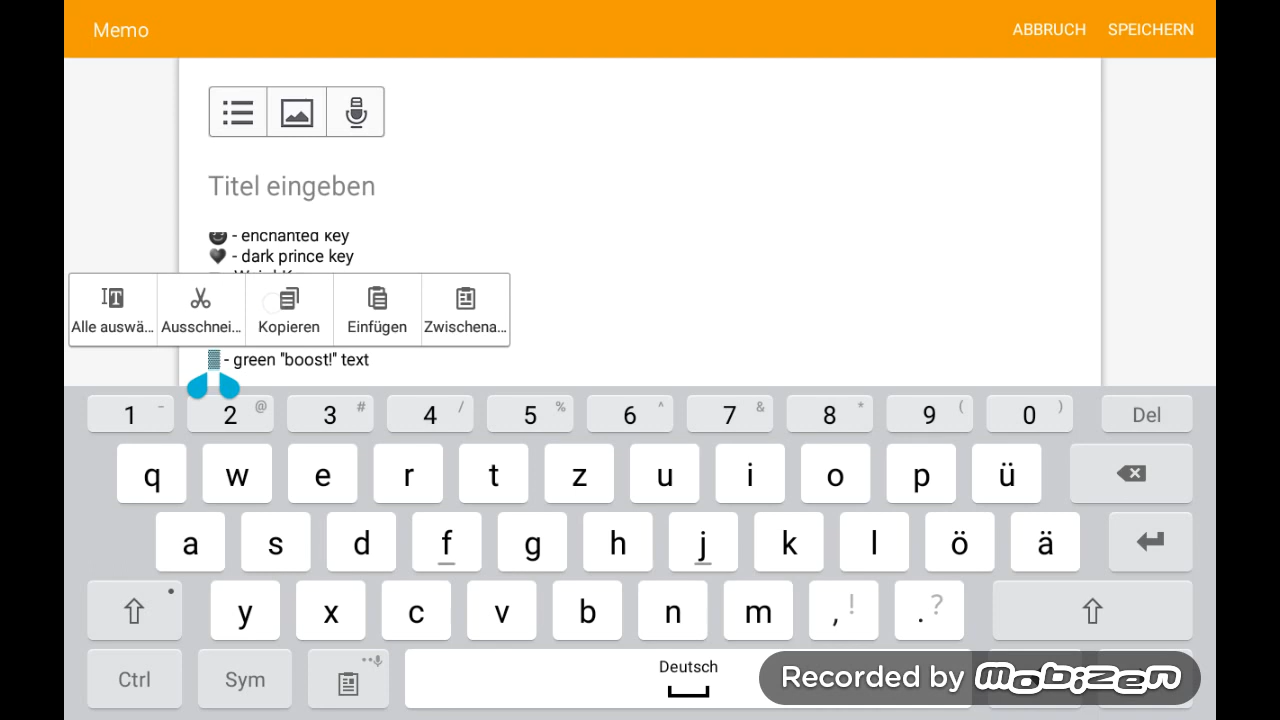 Memo
ABBRUCH SPEICHERN
Titel eingeben
- enchanted key
- dark prince key
Alle auswä... Ausschnei... Kopieren Einfügen Zwischena...
- green "boost!" text
1 - 2 @ 3 # 4 / 5 % 6 ^ 7 & 8 * 9 ( 0 ) Del
q w e r t z u i o p ü
a s d f g h j k l ö ä
y x c v b n m , ! . ?
Ctrl Sym Deutsch
Recorded by mobizen